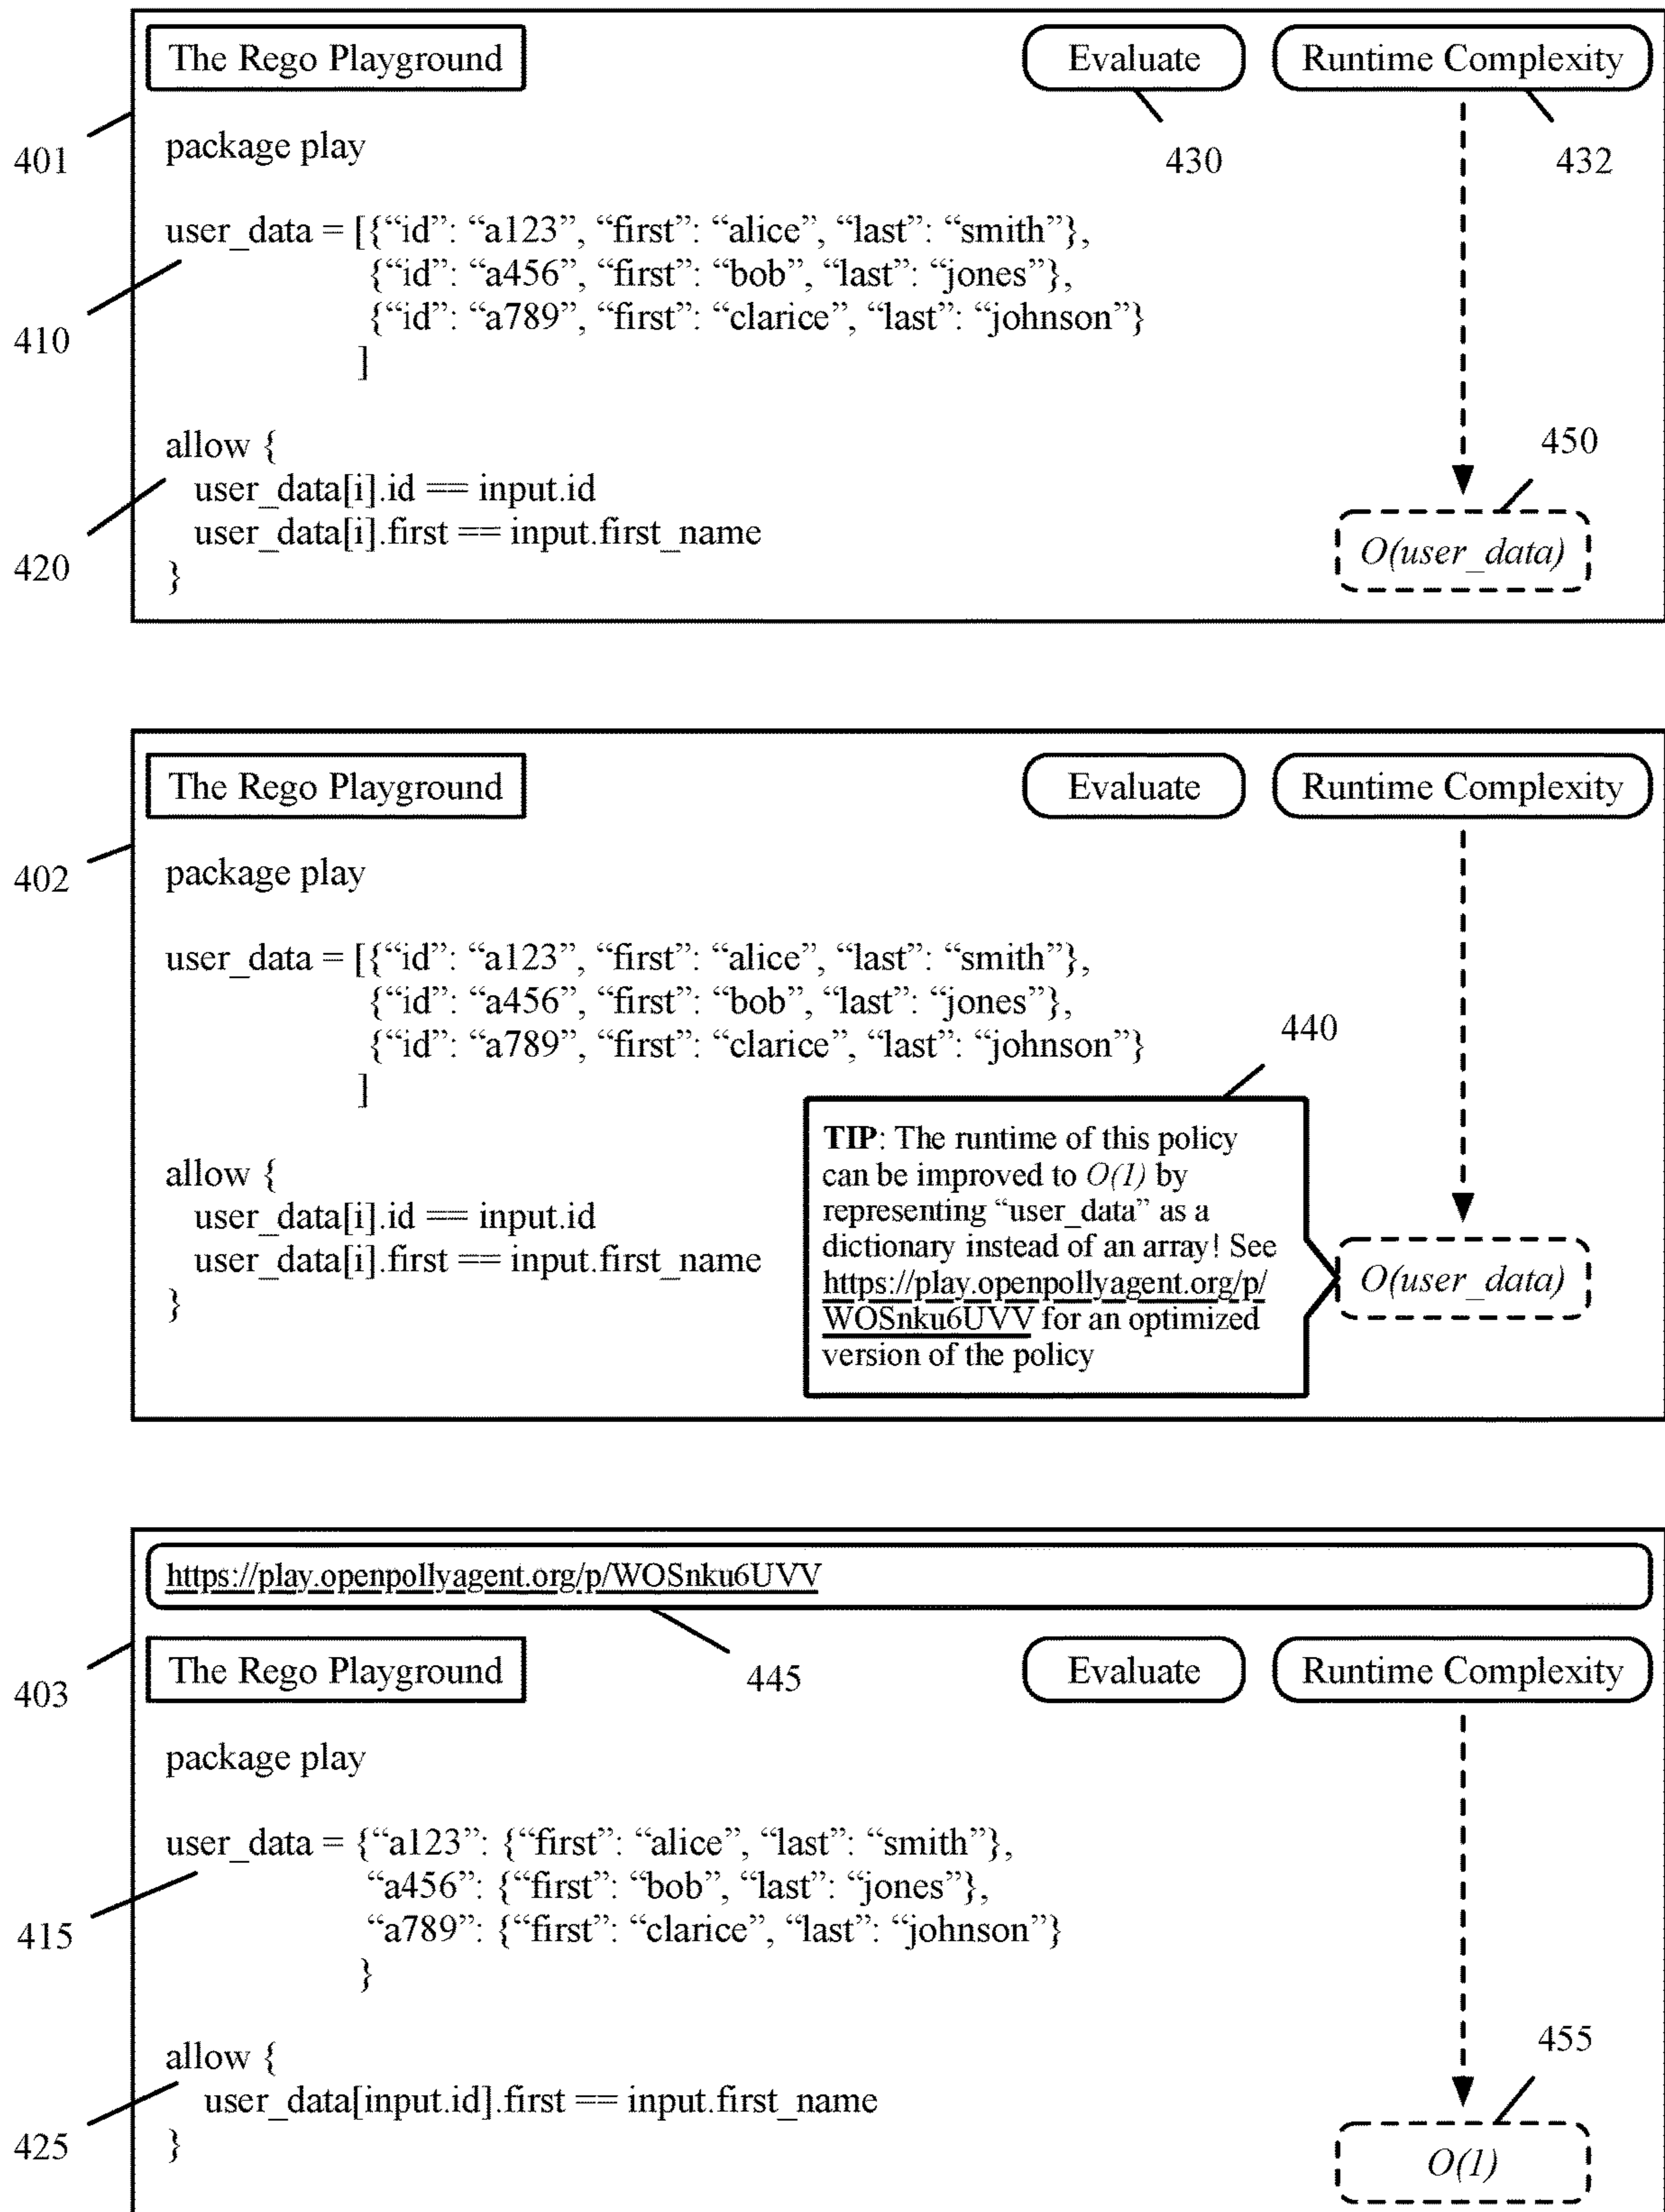 The Rego Playground Evaluate Runtime Complexity
401 package play 430 432
user_data = [{“id”: “a123”, “first”: “alice”, “last”: “smith”},
{“id”: “a456”, “first”: “bob”, “last”: “jones”},
410 {“id”: “a789”, “first”: “clarice”, “last”: “johnson”}
]
allow { 450
user_data[i].id == input.id
user_data[i].first == input.first_name O(user_data)
420 }
The Rego Playground Evaluate Runtime Complexity
402 package play
user_data = [{“id”: “a123”, “first”: “alice”, “last”: “smith”},
{“id”: “a456”, “first”: “bob”, “last”: “jones”},
{“id”: “a789”, “first”: “clarice”, “last”: “johnson”} 440
]
allow {
user_data[i].id == input.id
user_data[i].first == input.first_name
}
TIP: The runtime of this policy
can be improved to O(1) by
representing “user_data” as a
dictionary instead of an array! See
https://play.openpollyagent.org/p/
WOSnku6UVV for an optimized
version of the policy
O(user_data)
https://play.openpollyagent.org/p/WOSnku6UVV
403 The Rego Playground 445 Evaluate Runtime Complexity
package play
user_data = {“a123”: {“first”: “alice”, “last”: “smith”},
“a456”: {“first”: “bob”, “last”: “jones”},
415 “a789”: {“first”: “clarice”, “last”: “johnson”}
}
allow { 455
user_data[input.id].first == input.first_name
425 } O(1)